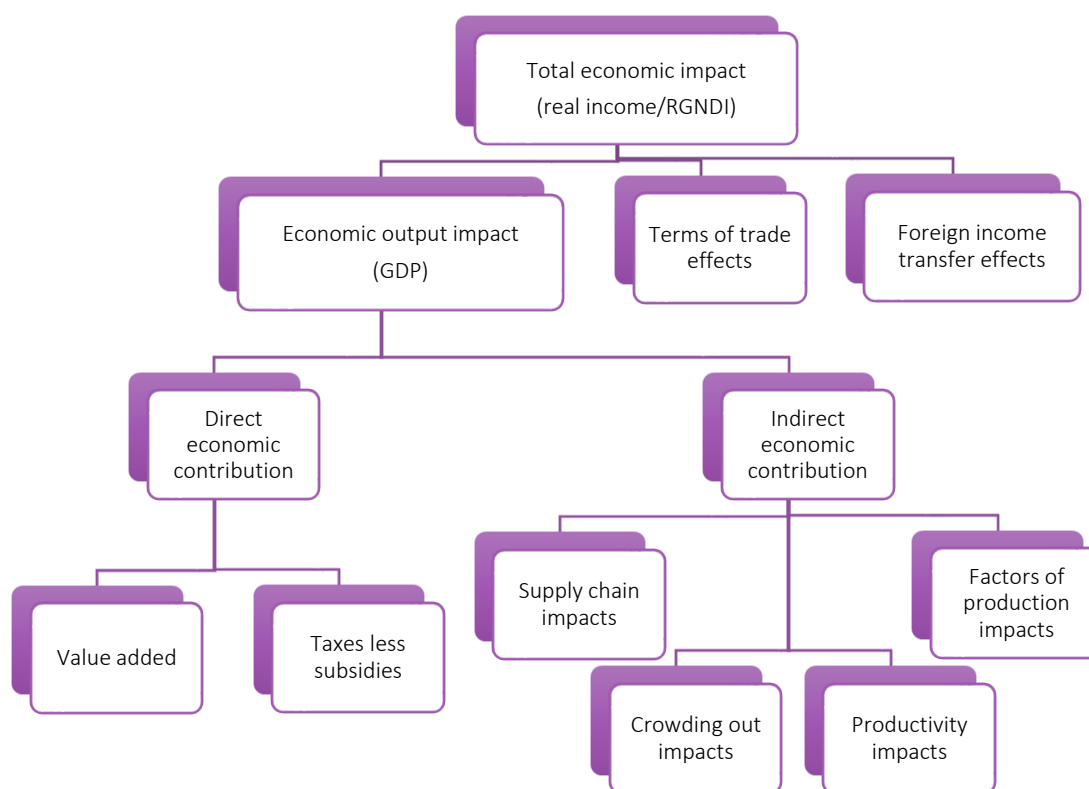 Total economic impact
(real income/RGNDI)
Economic output impact
(GDP)
Terms of trade
effects
Foreign income
transfer effects
Direct
economic
contribution
Indirect
economic
contribution
Value added
Taxes less
subsidies
Supply chain
impacts
Factors of
production
impacts
Crowding out
impacts
Productivity
impacts